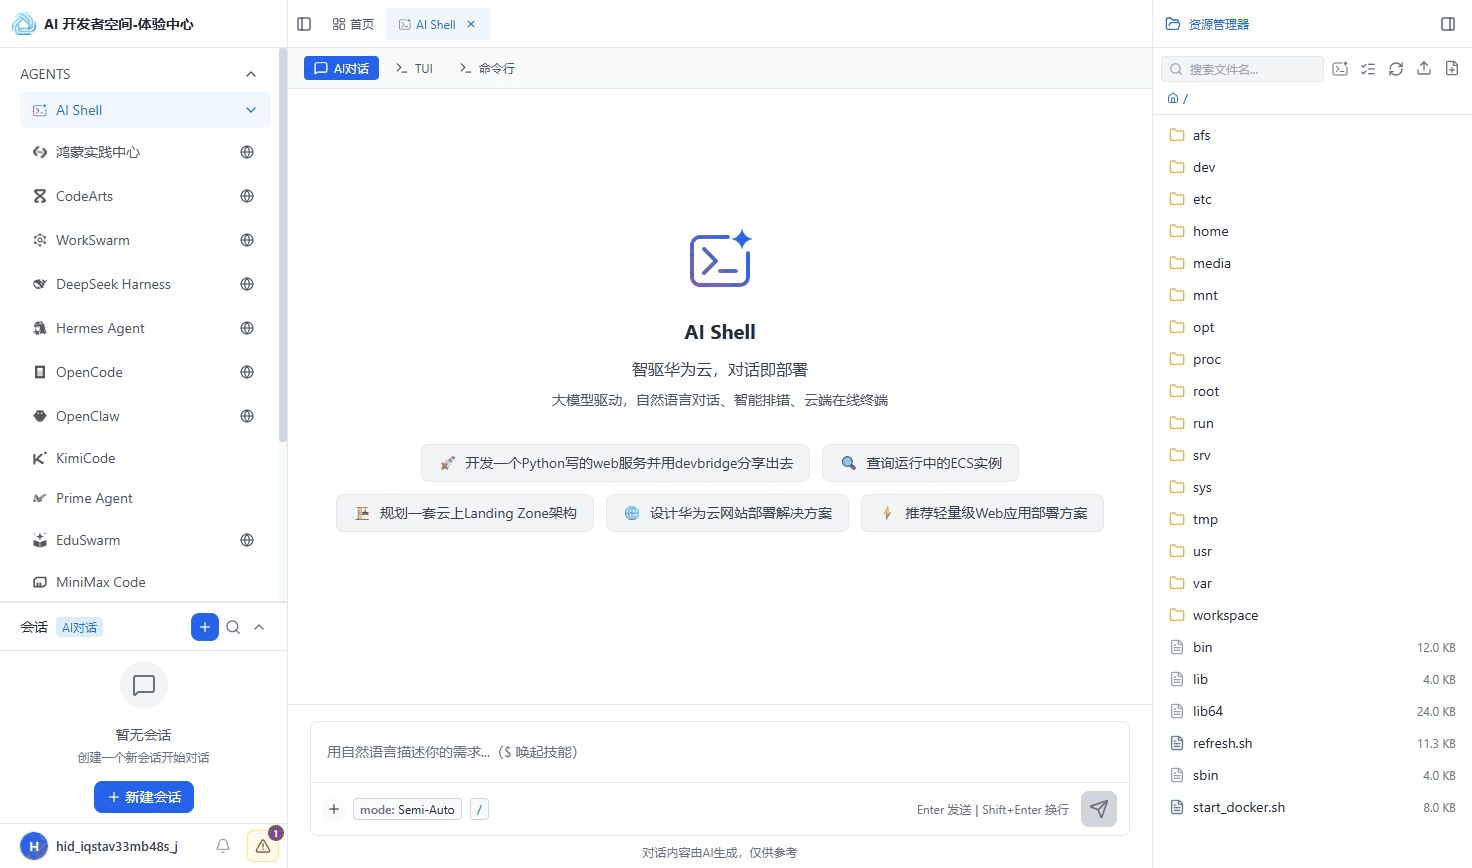 AI 开发者空间-体验中心
AGENTS
AI Shell
鸿蒙实践中心
CodeArts
WorkSwarm
DeepSeek Harness
Hermes Agent
OpenCode
OpenClaw
KimiCode
Prime Agent
EduSwarm
MiniMax Code
会话 AI对话
暂无会话
创建一个新会话开始对话
+ 新建会话
H hid_iqstav33mb48s_j 1
首页 AI Shell ×
AI对话 TUI 命令行
AI Shell
智驱华为云，对话即部署
大模型驱动，自然语言对话、智能排错、云端在线终端
开发一个Python写的web服务并用devbridge分享出去 查询运行中的ECS实例
规划一套云上Landing Zone架构 设计华为云网站部署解决方案 推荐轻量级Web应用部署方案
用自然语言描述你的需求...（$ 唤起技能）
+ mode: Semi-Auto / Enter 发送 | Shift+Enter 换行
对话内容由AI生成，仅供参考
资源管理器
搜索文件名...
/
afs
dev
etc
home
media
mnt
opt
proc
root
run
srv
sys
tmp
usr
var
workspace
bin 12.0 KB
lib 4.0 KB
lib64 24.0 KB
refresh.sh 11.3 KB
sbin 4.0 KB
start_docker.sh 8.0 KB